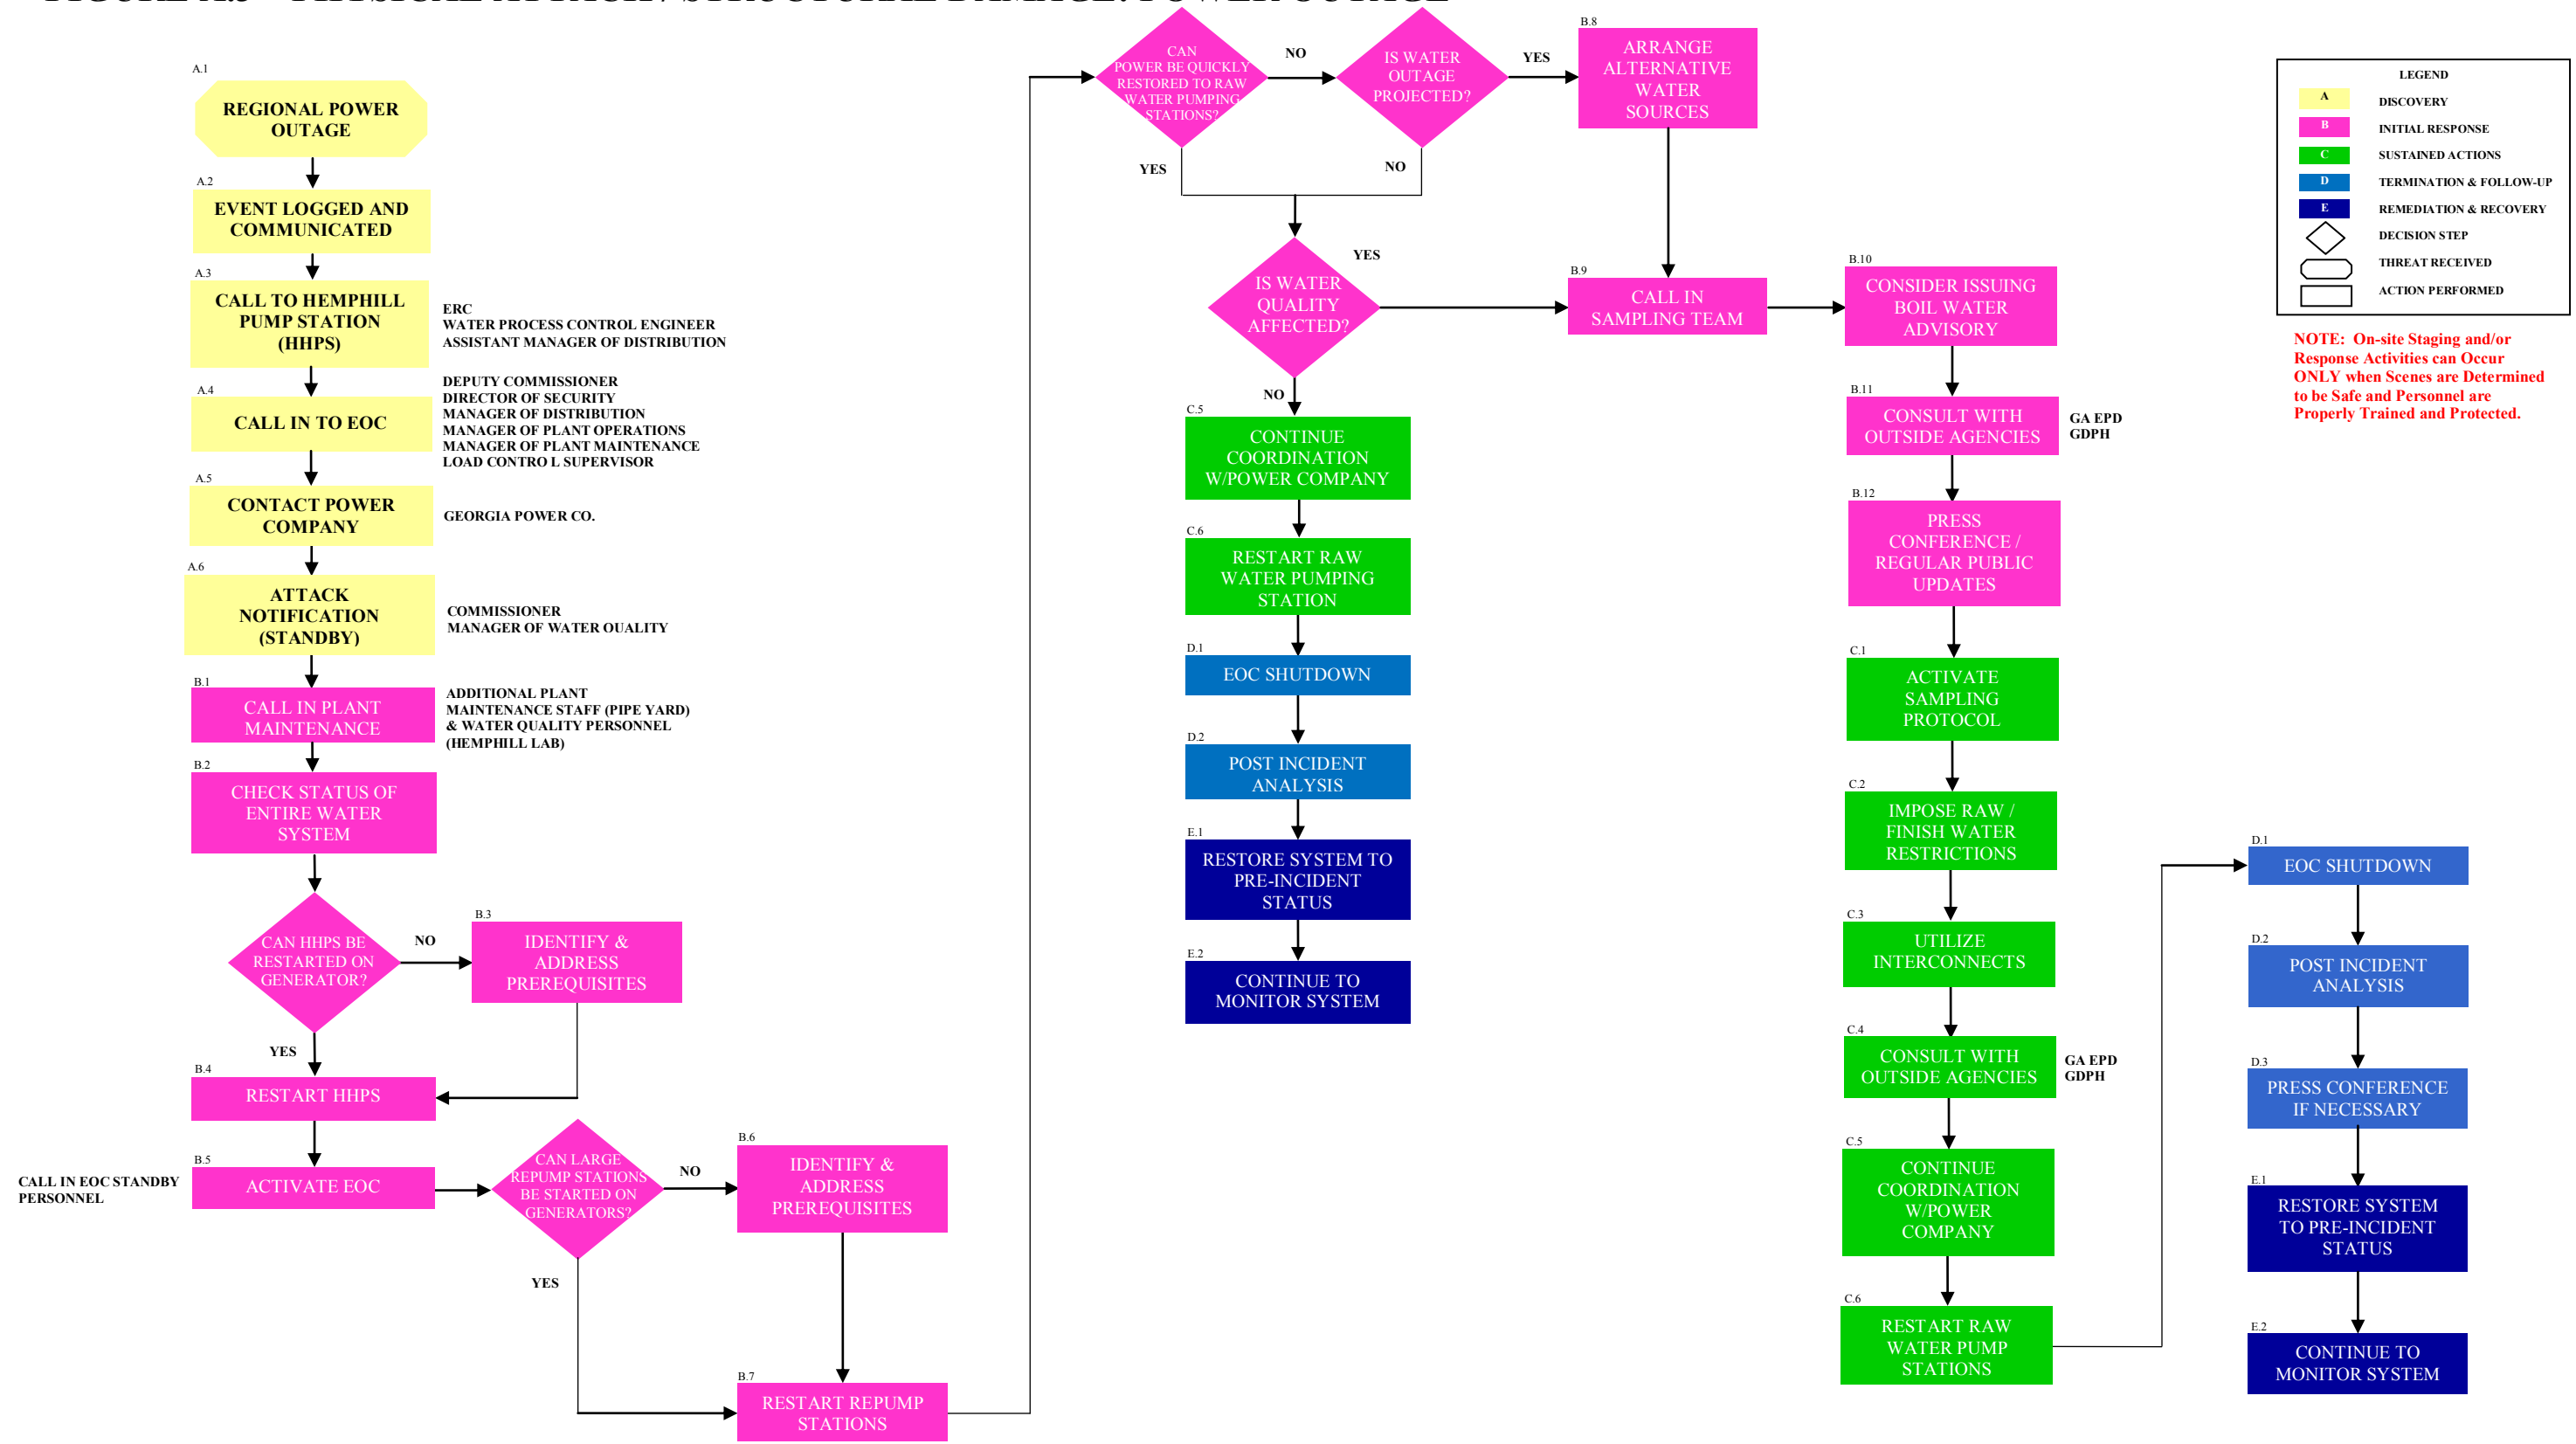 A.1
REGIONAL POWER
OUTAGE
A.2
EVENT LOGGED AND
COMMUNICATED
A.3
CALL TO HEMPHILL
PUMP STATION
(HHPS)
ERC
WATER PROCESS CONTROL ENGINEER
ASSISTANT MANAGER OF DISTRIBUTION
A.4
CALL IN TO EOC
DEPUTY COMMISSIONER
DIRECTOR OF SECURITY
MANAGER OF DISTRIBUTION
MANAGER OF PLANT OPERATIONS
MANAGER OF PLANT MAINTENANCE
LOAD CONTRO L SUPERVISOR
A.5
CONTACT POWER
COMPANY
GEORGIA POWER CO.
A.6
ATTACK
NOTIFICATION
(STANDBY)
COMMISSIONER
MANAGER OF WATER OUALITY
B.1
CALL IN PLANT
MAINTENANCE
ADDITIONAL PLANT
MAINTENANCE STAFF (PIPE YARD)
& WATER QUALITY PERSONNEL
(HEMPHILL LAB)
B.2
CHECK STATUS OF
ENTIRE WATER
SYSTEM
CAN HHPS BE
RESTARTED ON
GENERATOR?
NO
YES
B.3
IDENTIFY &
ADDRESS
PREREQUISITES
B.4
RESTART HHPS
B.5
ACTIVATE EOC
CALL IN EOC STANDBY
PERSONNEL
CAN LARGE
REPUMP STATIONS
BE STARTED ON
GENERATORS?
NO
YES
B.6
IDENTIFY &
ADDRESS
PREREQUISITES
B.7
RESTART REPUMP
STATIONS
CAN
POWER BE QUICKLY
RESTORED TO RAW
WATER PUMPING
STATIONS?
NO
YES
IS WATER
OUTAGE
PROJECTED?
YES
NO
B.8
ARRANGE
ALTERNATIVE
WATER
SOURCES
IS WATER
QUALITY
AFFECTED?
YES
NO
B.9
CALL IN
SAMPLING TEAM
C.5
CONTINUE
COORDINATION
W/POWER COMPANY
C.6
RESTART RAW
WATER PUMPING
STATION
D.1
EOC SHUTDOWN
D.2
POST INCIDENT
ANALYSIS
E.1
RESTORE SYSTEM TO
PRE-INCIDENT
STATUS
E.2
CONTINUE TO
MONITOR SYSTEM
B.10
CONSIDER ISSUING
BOIL WATER
ADVISORY
B.11
CONSULT WITH
OUTSIDE AGENCIES
GA EPD
GDPH
B.12
PRESS
CONFERENCE /
REGULAR PUBLIC
UPDATES
C.1
ACTIVATE
SAMPLING
PROTOCOL
C.2
IMPOSE RAW /
FINISH WATER
RESTRICTIONS
C.3
UTILIZE
INTERCONNECTS
C.4
CONSULT WITH
OUTSIDE AGENCIES
GA EPD
GDPH
C.5
CONTINUE
COORDINATION
W/POWER
COMPANY
C.6
RESTART RAW
WATER PUMP
STATIONS
D.1
EOC SHUTDOWN
D.2
POST INCIDENT
ANALYSIS
D.3
PRESS CONFERENCE
IF NECESSARY
E.1
RESTORE SYSTEM
TO PRE-INCIDENT
STATUS
E.2
CONTINUE TO
MONITOR SYSTEM
LEGEND
A DISCOVERY
B INITIAL RESPONSE
C SUSTAINED ACTIONS
D TERMINATION & FOLLOW-UP
E REMEDIATION & RECOVERY
DECISION STEP
THREAT RECEIVED
ACTION PERFORMED
NOTE: On-site Staging and/or
Response Activities can Occur
ONLY when Scenes are Determined
to be Safe and Personnel are
Properly Trained and Protected.